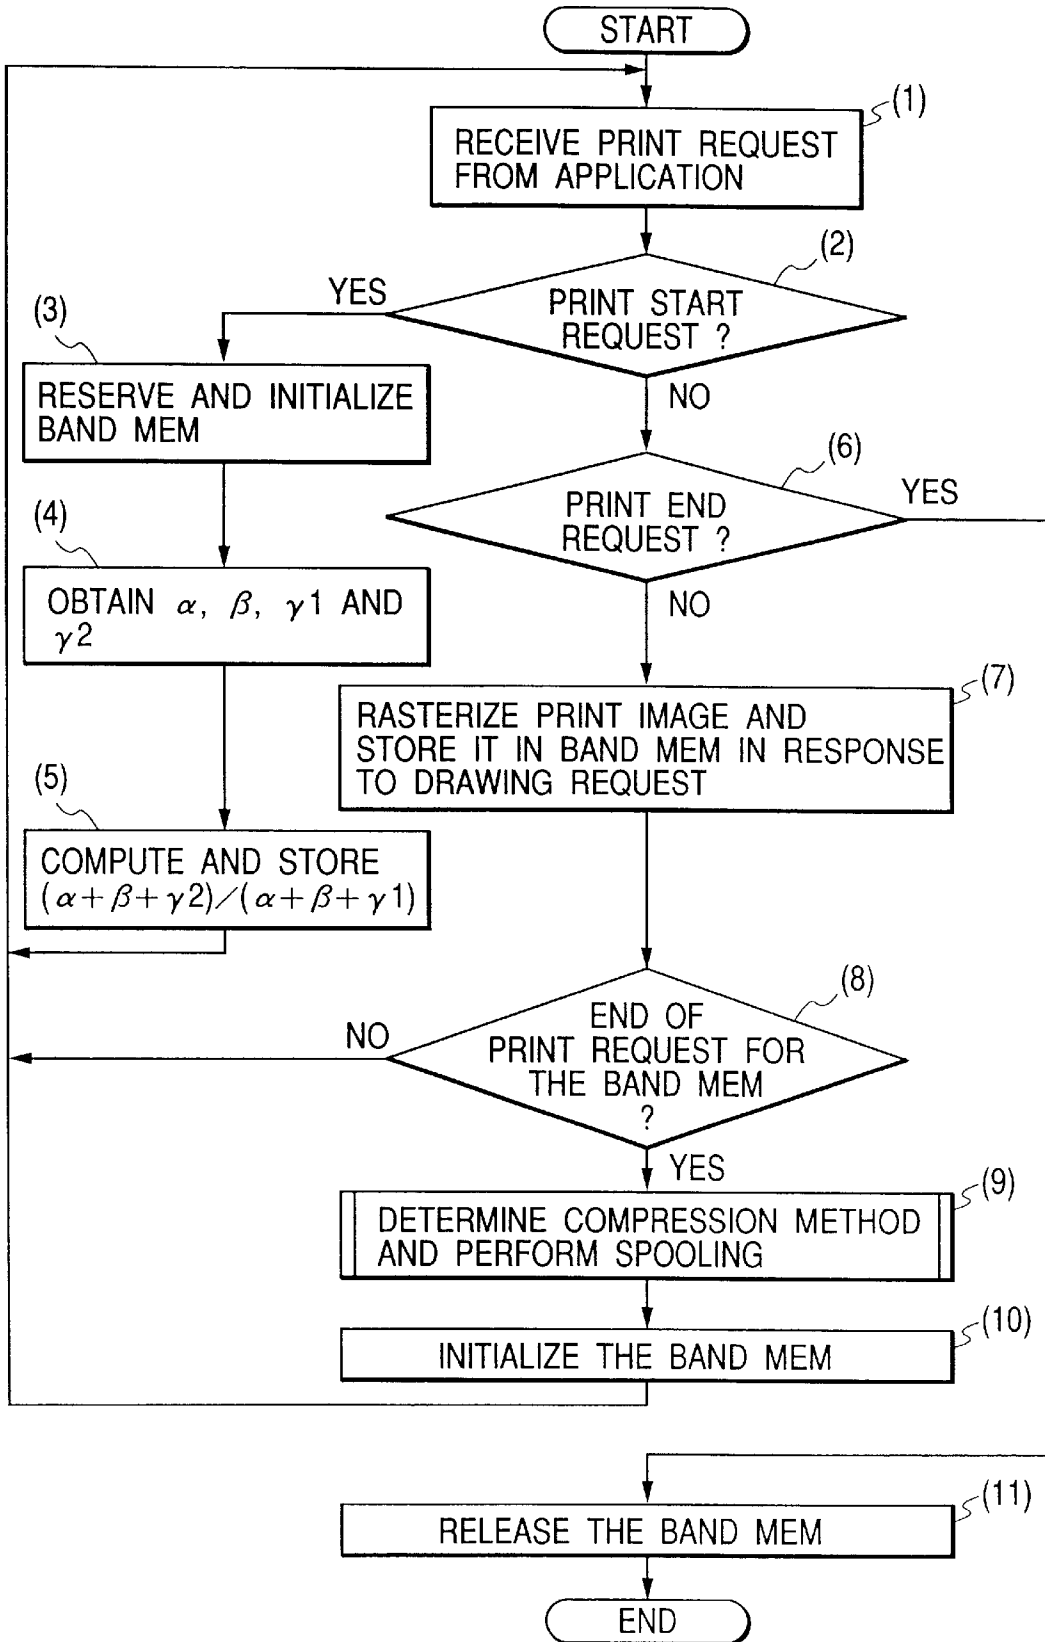 START
(1)
RECEIVE PRINT REQUEST
FROM APPLICATION
(2)
YES
PRINT START
REQUEST ?
(3)
RESERVE AND INITIALIZE
BAND MEM
NO
(6)
PRINT END
REQUEST ?
YES
(4)
OBTAIN α, β, γ1 AND
γ2
NO
(7)
RASTERIZE PRINT IMAGE AND
STORE IT IN BAND MEM IN RESPONSE
TO DRAWING REQUEST
(5)
COMPUTE AND STORE
(α+β+γ2)/(α+β+γ1)
(8)
NO
END OF
PRINT REQUEST FOR
THE BAND MEM
?
YES
(9)
DETERMINE COMPRESSION METHOD
AND PERFORM SPOOLING
(10)
INITIALIZE THE BAND MEM
(11)
RELEASE THE BAND MEM
END